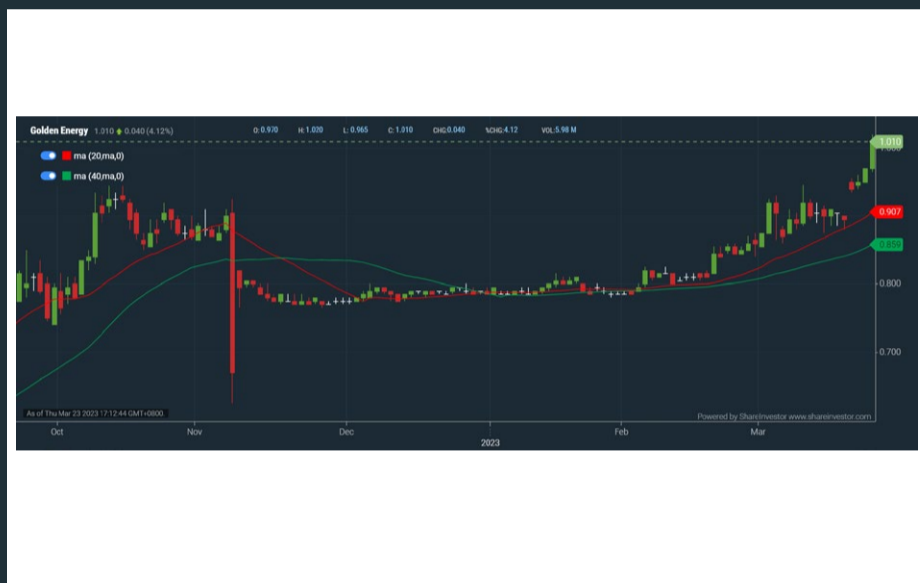 Golden Energy 1.010 0.040 (4.12%) O: 0.970 H: 1.020 L: 0.965 C: 1.010 CHG:0.040 %CHG:4.12 VOL:5.98 M
ma (20,ma,0)
ma (40,ma,0)
1.010
1.000
0.907
0.859
0.800
0.700
As of Thu Mar 23 2023 17:12:44 GMT+0800.
Powered by ShareInvestor www.shareinvestor.com
Oct Nov Dec 2023 Feb Mar